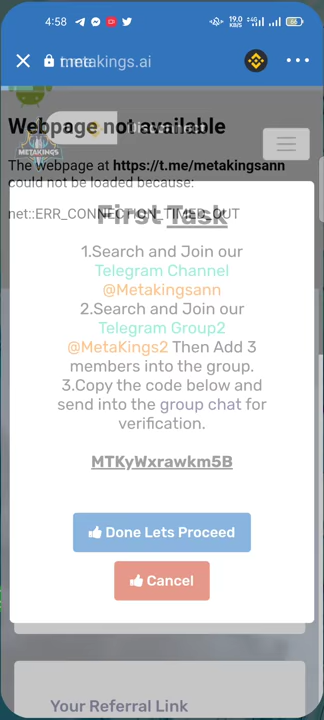 4:58
19.0
KB/S
4G
66
metakings.ai
Webpage not available
METAKINGS
The webpage at https://t.me/metakingsann
could not be loaded because:
net::ERR_CONNECTION_TIMED_OUT
First Task
1.Search and Join our
Telegram Channel
@Metakingsann
2.Search and Join our
Telegram Group2
@MetaKings2 Then Add 3
members into the group.
3.Copy the code below and
send into the group chat for
verification.
MTKyWxrawkm5B
Done Lets Proceed
Cancel
Your Referral Link